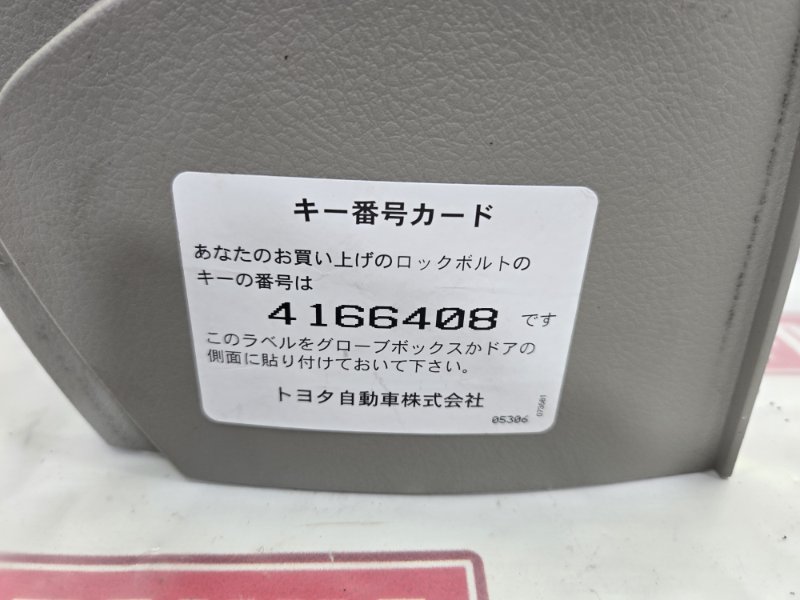 キー番号カード
あなたのお買い上げのロックボルトの
キーの番号は
4166408 です
このラベルをグローブボックスかドアの
側面に貼り付けておいて下さい。
トヨタ自動車株式会社
05306